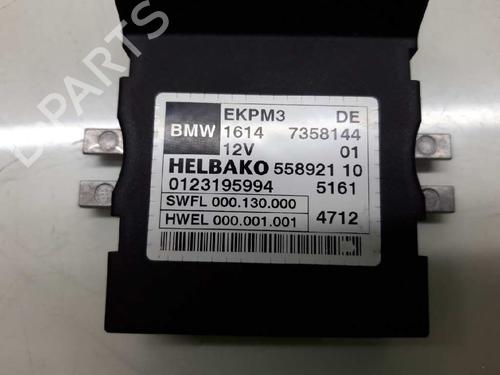 EKPM3 DE
BMW 1614 7358144
12V 01
HELBAKO 558921 10
0123195994 5161
SWFL 000.130.000
HWEL 000.001.001 4712
PARTS